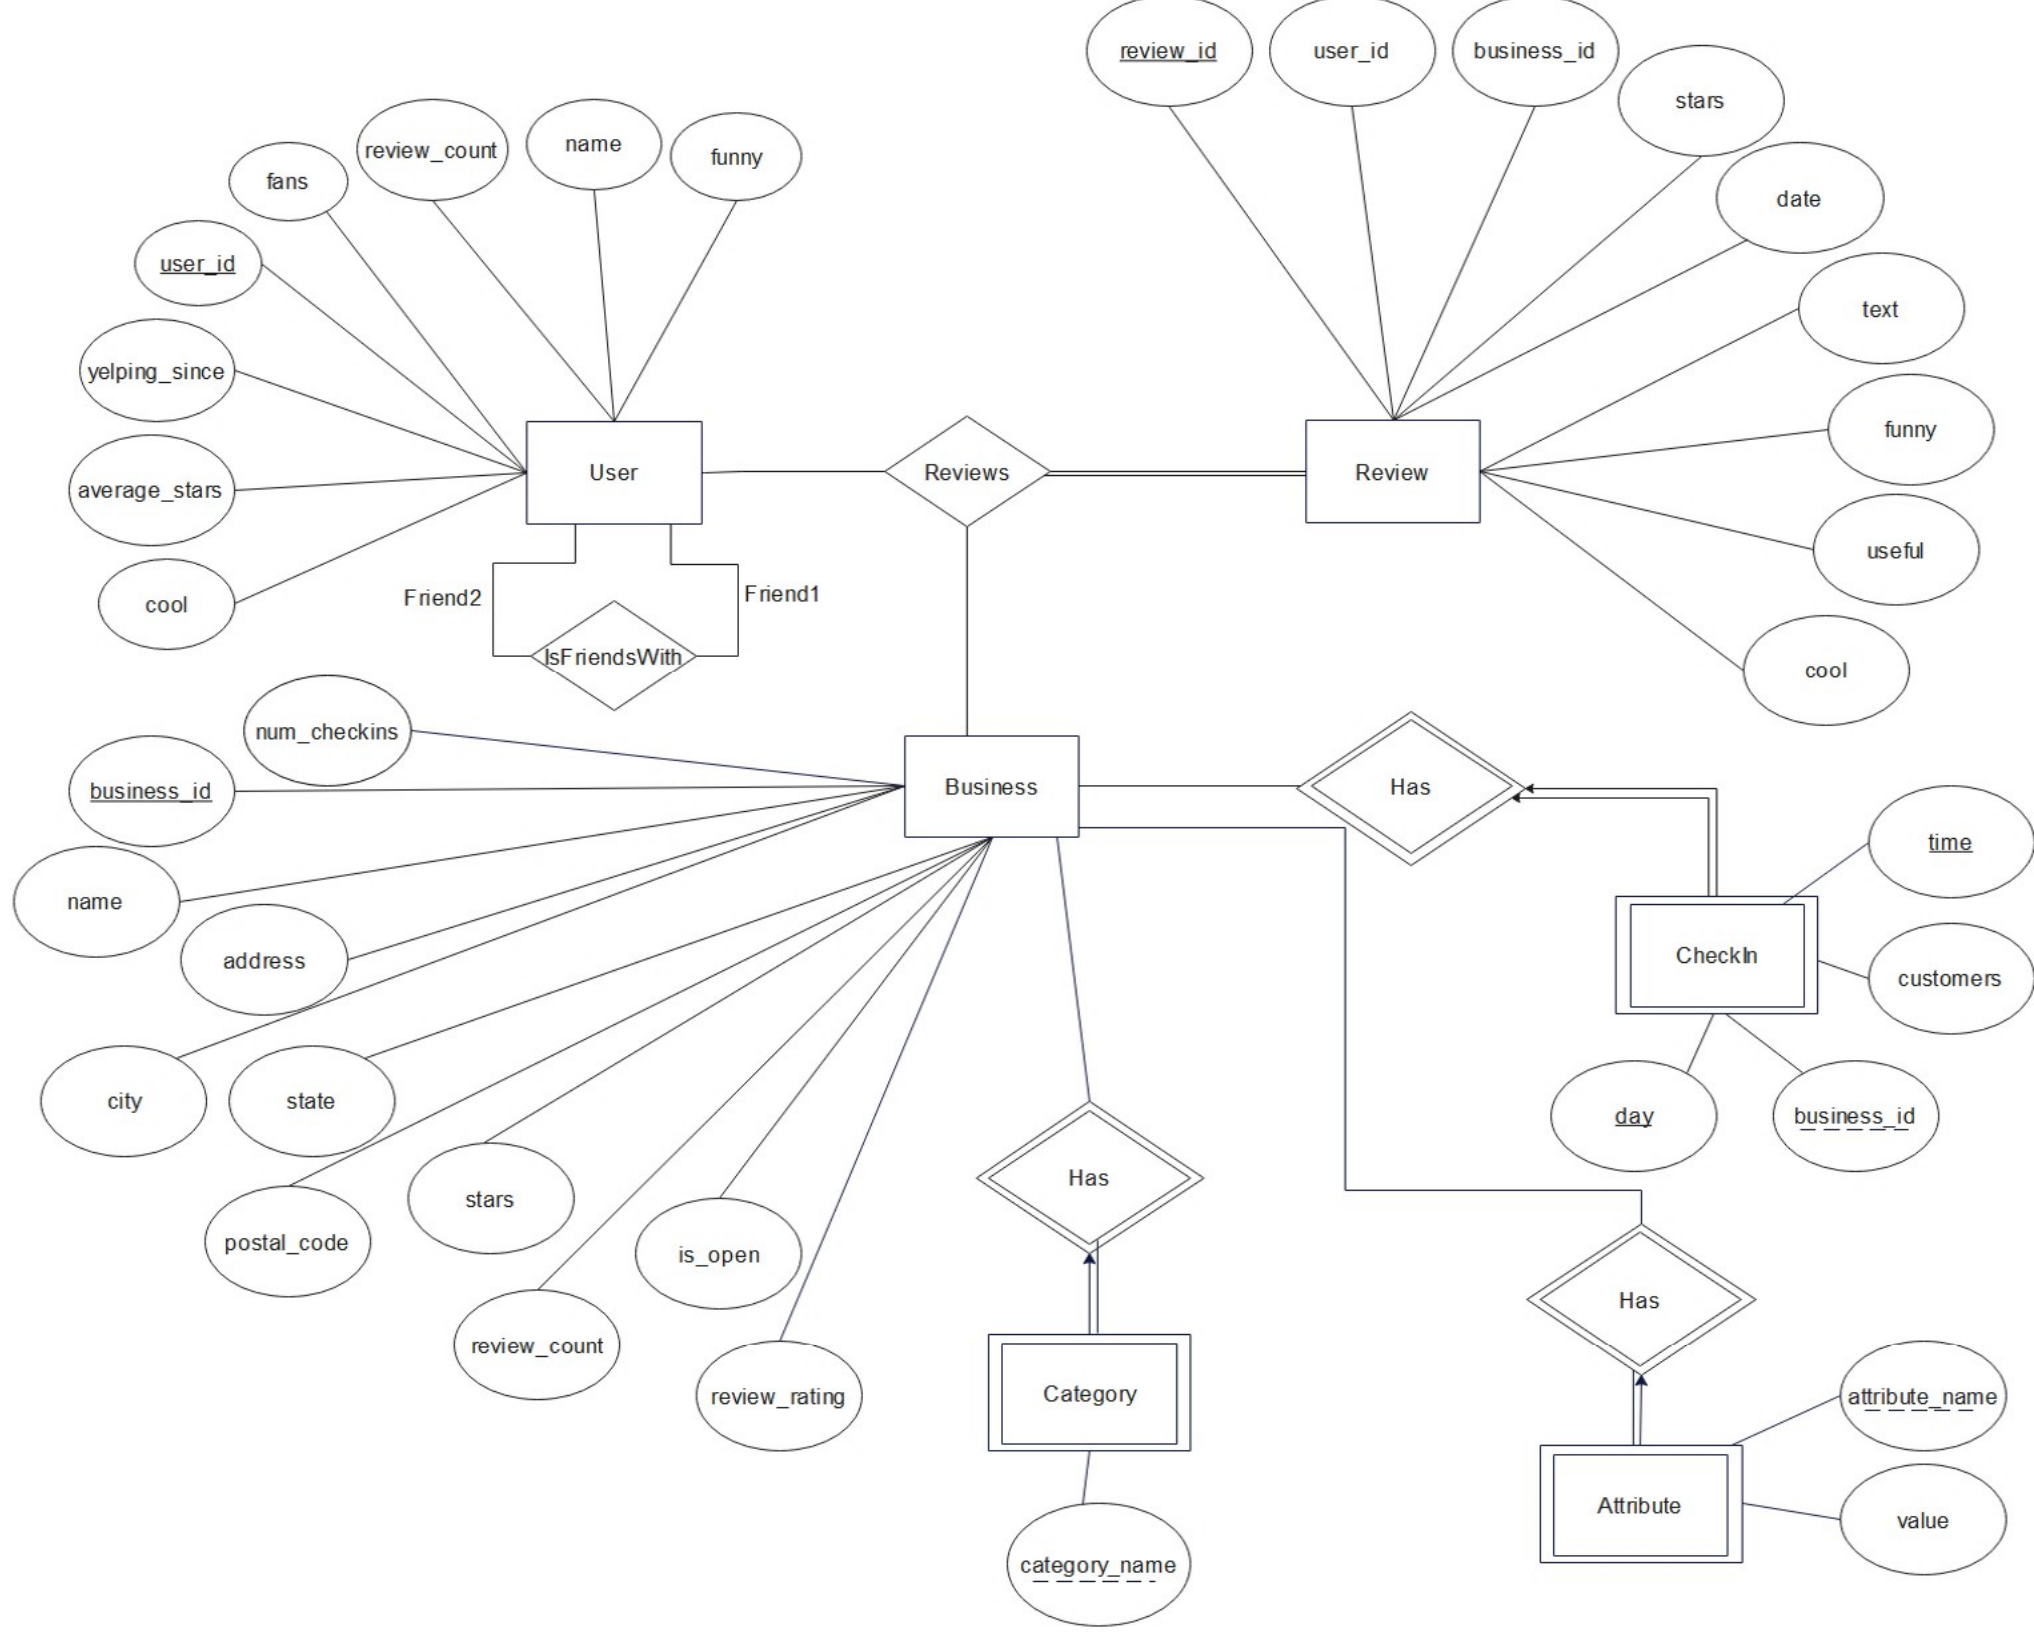 review_id
user_id
business_id
stars
date
text
funny
useful
cool
review_count
name
funny
fans
user_id
yelping_since
average_stars
cool
User
Reviews
Review
Friend2
Friend1
IsFriendsWith
num_checkins
business_id
name
address
city
state
postal_code
stars
review_count
is_open
review_rating
Business
Has
time
CheckIn
customers
day
business_id
Has
Category
category_name
Has
Attribute
attribute_name
value